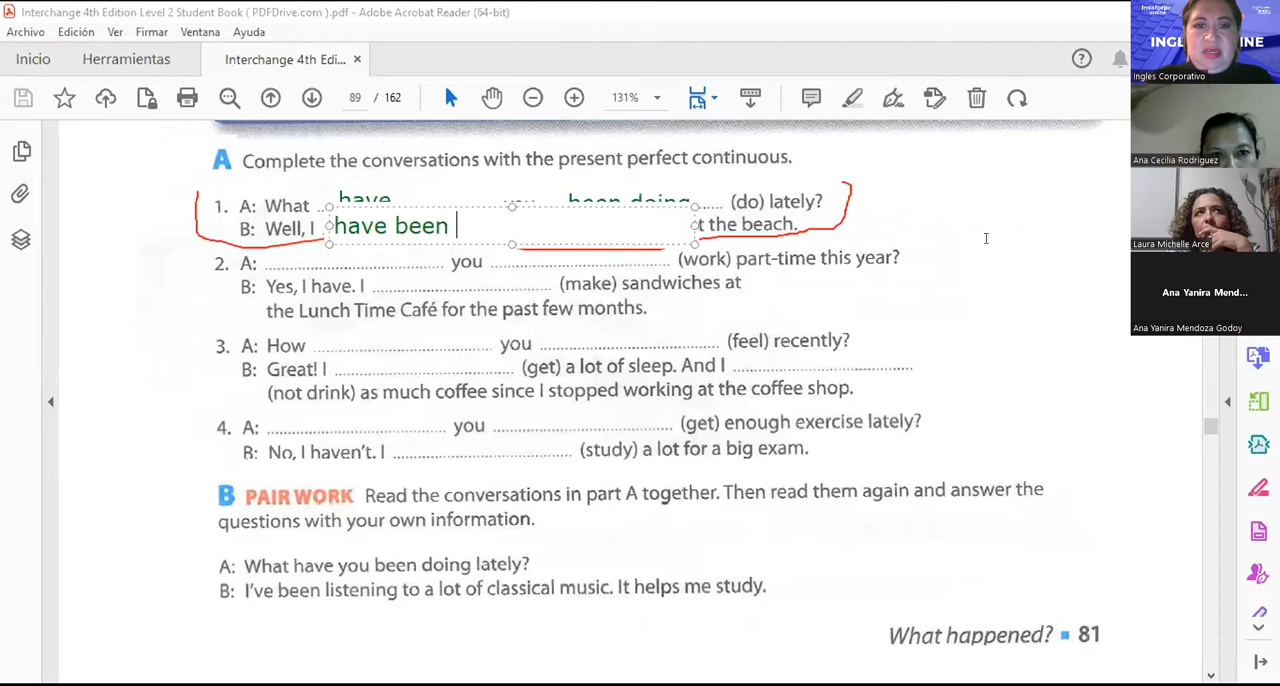 Interchange 4th Edition Level 2 Student Book ( PDFDrive.com ).pdf - Adobe Acrobat Reader (64-bit)
Archivo Edición Ver Firmar Ventana Ayuda
Inicio Herramientas Interchange 4th Edi... ×
89 / 162 131%
A Complete the conversations with the present perfect continuous.
1. A: What have you been doing (do) lately?
B: Well, I have been t the beach.
2. A: ........ you ........ (work) part-time this year?
B: Yes, I have. I ........ (make) sandwiches at
the Lunch Time Café for the past few months.
3. A: How ........ you ........ (feel) recently?
B: Great! I ........ (get) a lot of sleep. And I ........
(not drink) as much coffee since I stopped working at the coffee shop.
4. A: ........ you ........ (get) enough exercise lately?
B: No, I haven't. I ........ (study) a lot for a big exam.
B PAIR WORK Read the conversations in part A together. Then read them again and answer the
questions with your own information.
A: What have you been doing lately?
B: I've been listening to a lot of classical music. It helps me study.
What happened? ▪ 81
Insaforp
online
INGL INE
Ingles Corporativo
Ana Cecilia Rodriguez
Laura Michelle Arce
Ana Yanira Mend...
Ana Yanira Mendoza Godoy